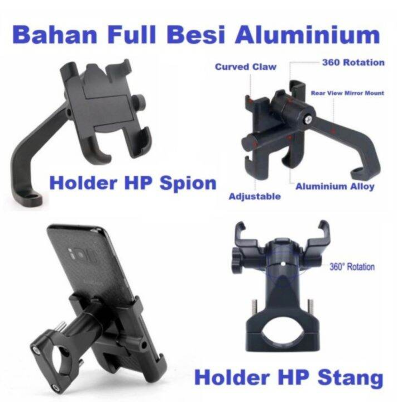 Bahan Full Besi Aluminium
Curved Claw
360 Rotation
Rear View Mirror Mount
Holder HP Spion
Adjustable
Aluminium Alloy
360° Rotation
Holder HP Stang